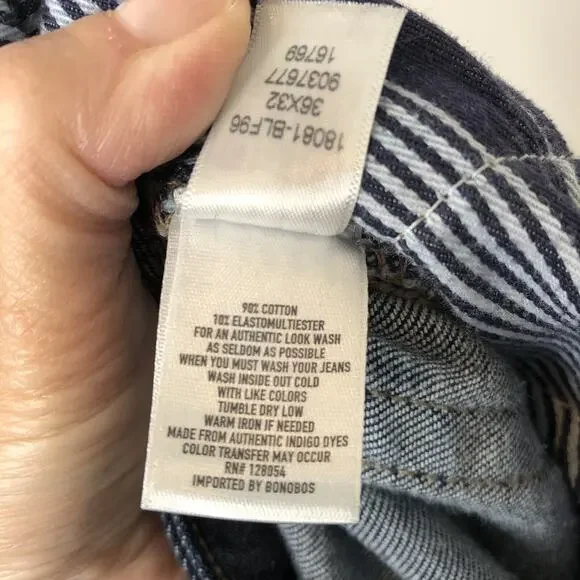 18081-BLF96
36X32
9037677
16769
90% COTTON
10% ELASTOMULTIESTER
FOR AN AUTHENTIC LOOK WASH
AS SELDOM AS POSSIBLE
WHEN YOU MUST WASH YOUR JEANS
WASH INSIDE OUT COLD
WITH LIKE COLORS
TUMBLE DRY LOW
WARM IRON IF NEEDED
MADE FROM AUTHENTIC INDIGO DYES
COLOR TRANSFER MAY OCCUR
RN# 128954
IMPORTED BY BONOBOS